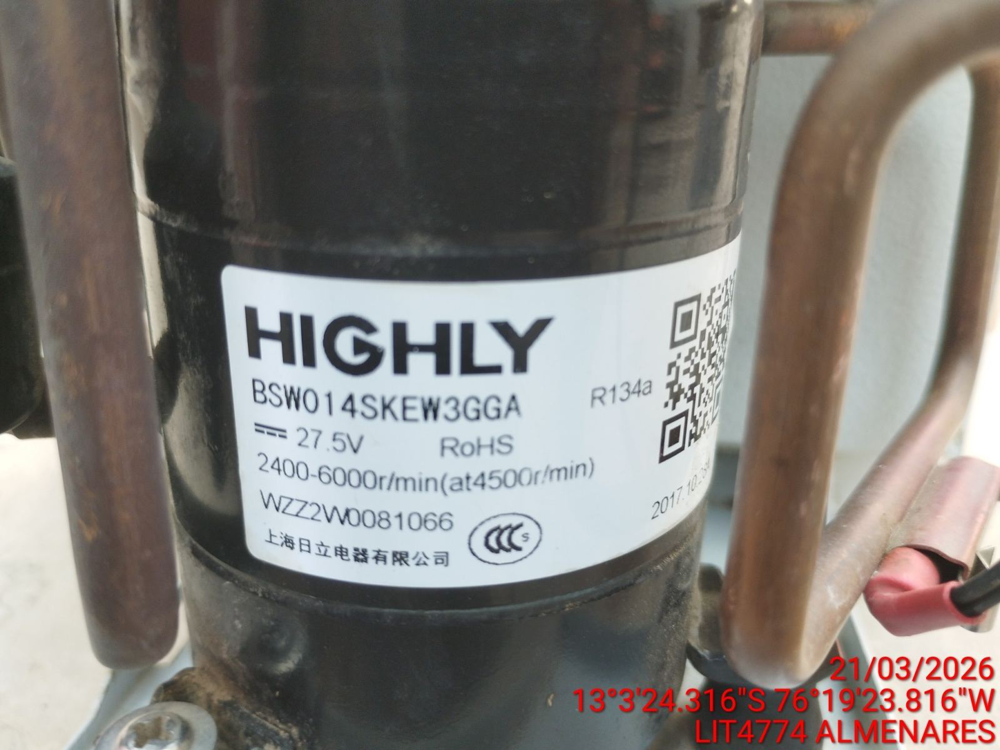 HIGHLY
BSW014SKEW3GGA
R134a
27.5V RoHS
2400-6000r/min(at4500r/min)
WZZ2W0081066
上海日立电器有限公司
CCC S
21/03/2026
13°3'24.316"S 76°19'23.816"W
LIT4774 ALMENARES